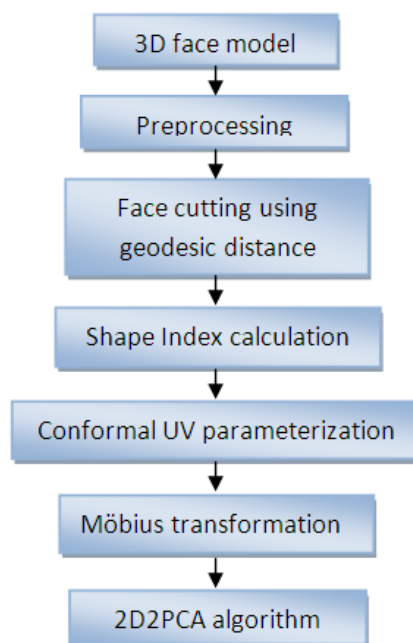 3D face model
Preprocessing
Face cutting using
geodesic distance
Shape Index calculation
Conformal UV parameterization
Möbius transformation
2D2PCA algorithm